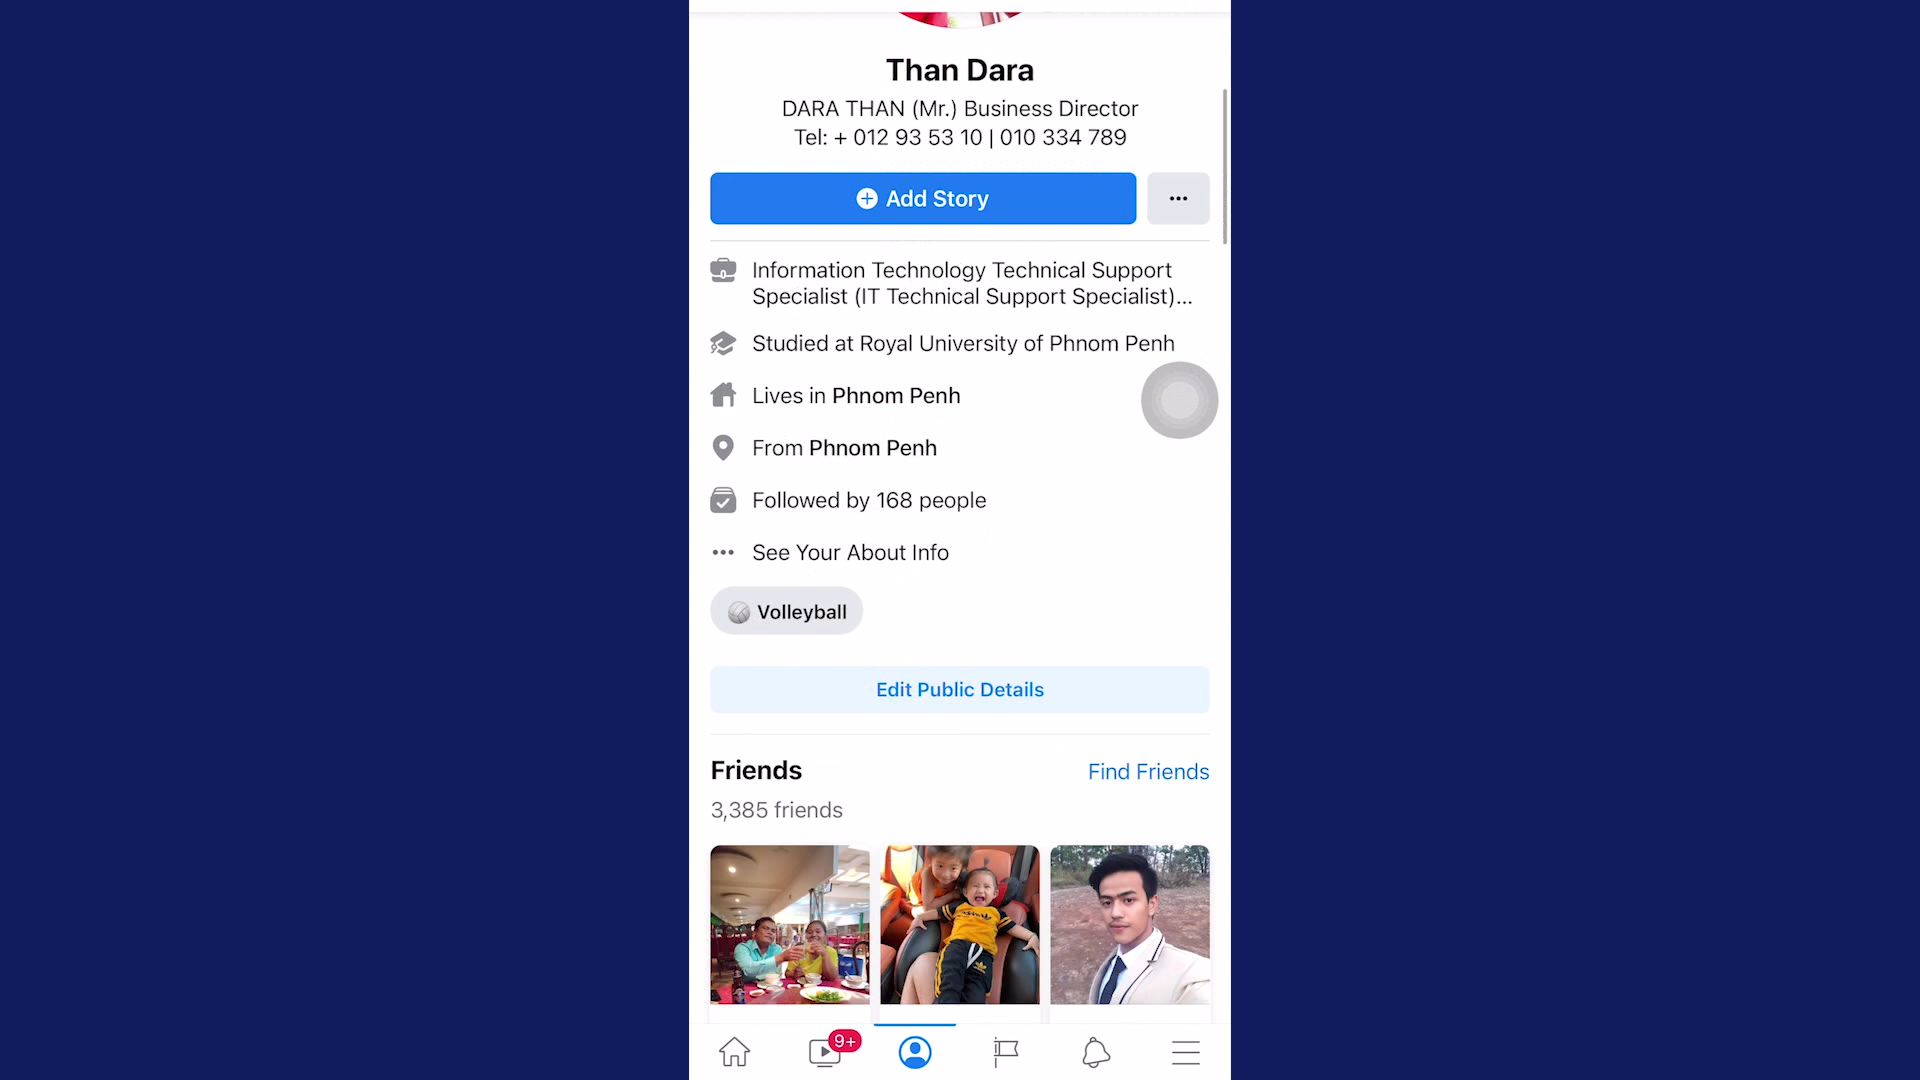 Than Dara
DARA THAN (Mr.) Business Director
Tel: + 012 93 53 10 | 010 334 789
Add Story
Information Technology Technical Support
Specialist (IT Technical Support Specialist)...
Studied at Royal University of Phnom Penh
Lives in Phnom Penh
From Phnom Penh
Followed by 168 people
See Your About Info
Volleyball
Edit Public Details
Friends
Find Friends
3,385 friends
9+